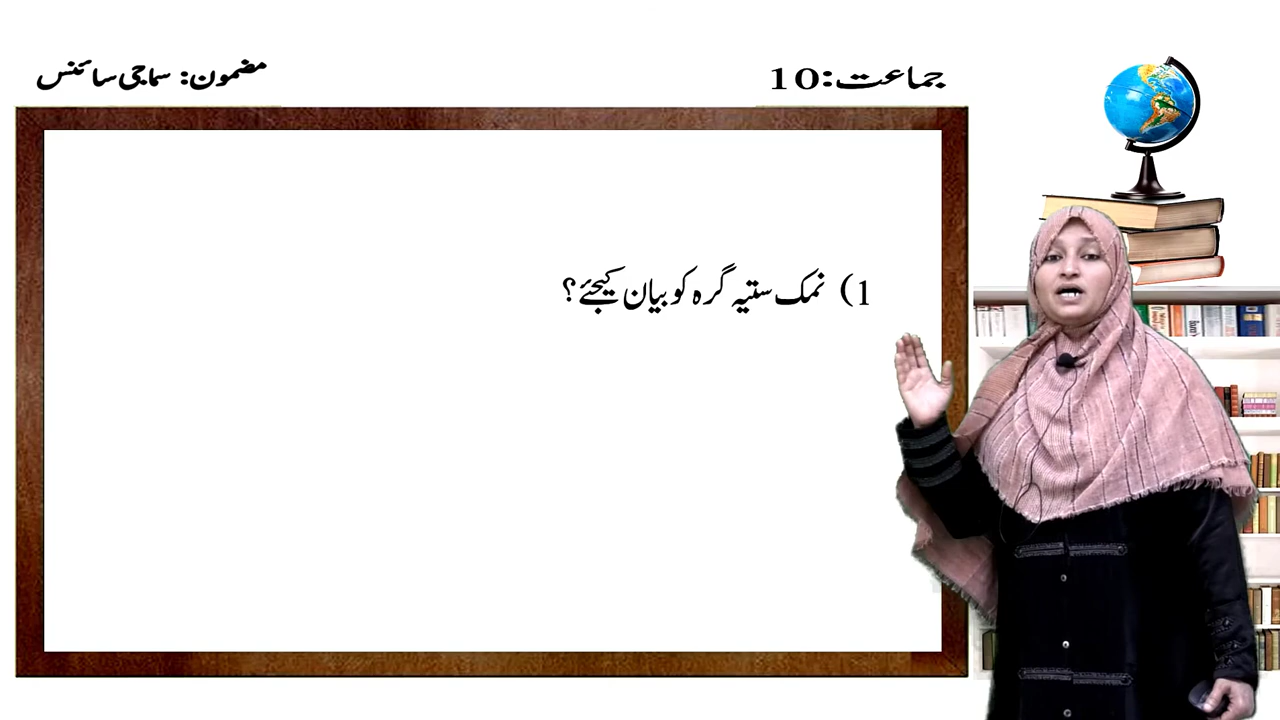 جماعت:10
مضمون: سماجی سائنس
1) نمک ستیہ گرہ کو بیان کیجئے؟